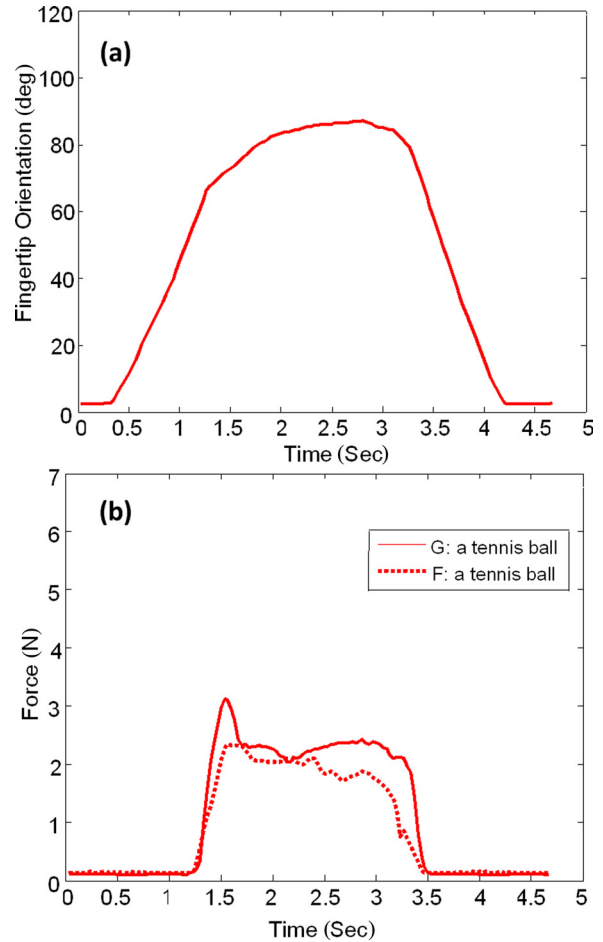 (a)
Fingertip Orientation (deg)
120
100
80
60
40
20
0
0 0.5 1 1.5 2 2.5 3 3.5 4 4.5 5
Time (Sec)
(b)
Force (N)
7
6
5
4
3
2
1
0
G: a tennis ball
F: a tennis ball
0 0.5 1 1.5 2 2.5 3 3.5 4 4.5 5
Time (Sec)